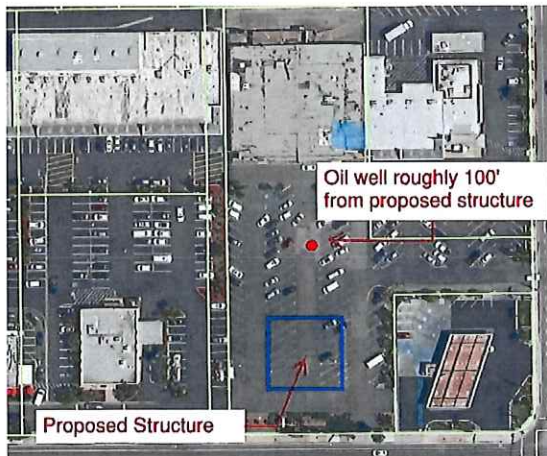 Oil well roughly 100'
from proposed structure
Proposed Structure